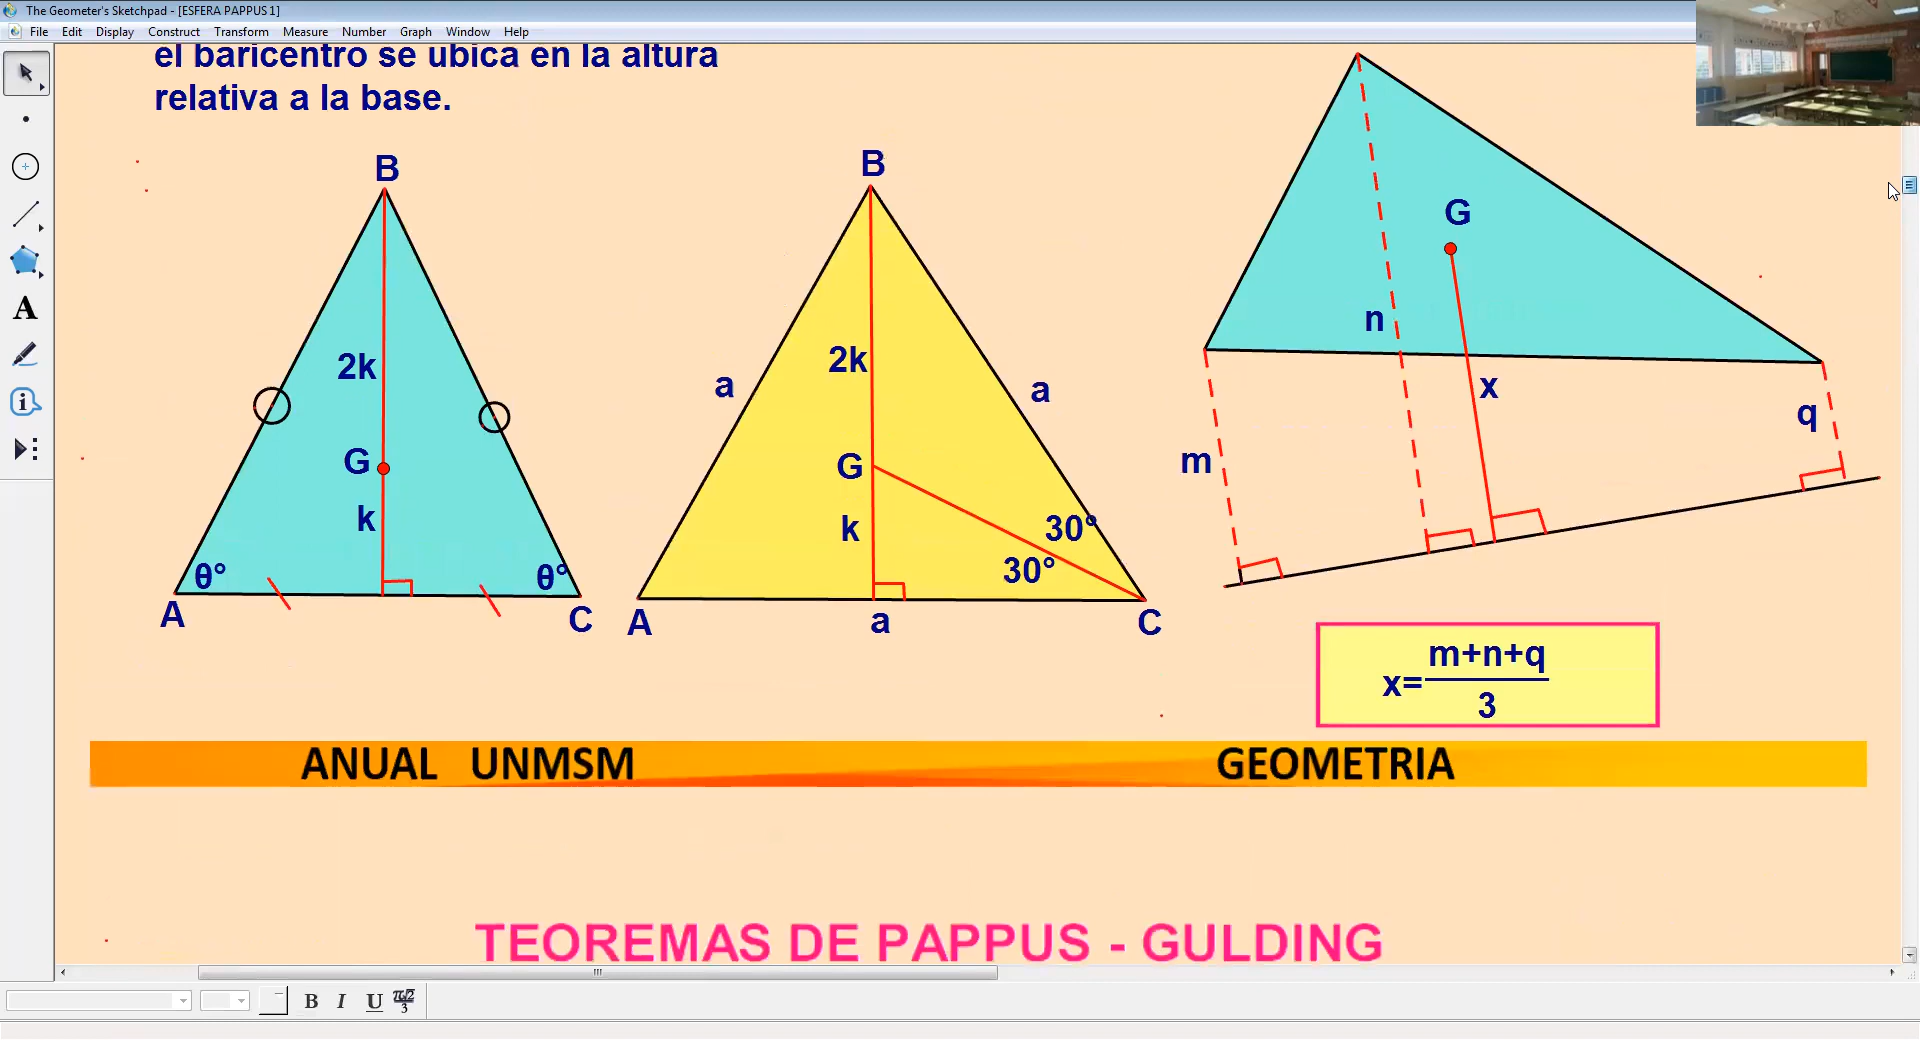 The Geometer's Sketchpad - [ESFERA PAPPUS 1]
File Edit Display Construct Transform Measure Number Graph Window Help
el baricentro se ubica en la altura
relativa a la base.
B
2k
G
k
θ°
θ°
A
C
B
a
2k
a
G
k
30°
30°
A
a
C
G
n
x
q
m
x=
m+n+q
3
ANUAL UNMSM GEOMETRIA
TEOREMAS DE PAPPUS - GULDING
B I U